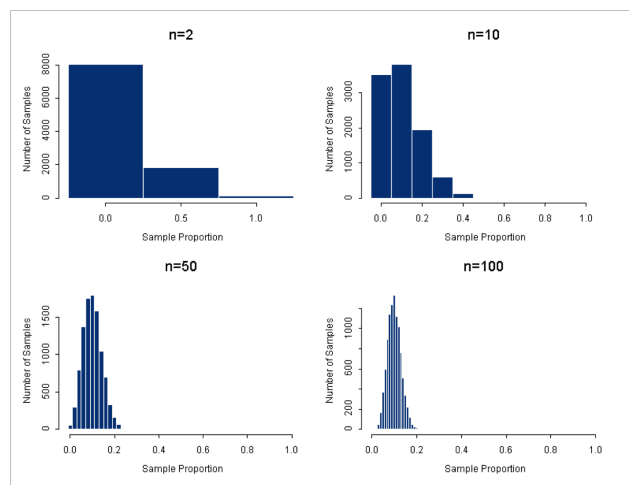 n=2
Number of Samples
0 2000 4000 6000 8000
0.0 0.5 1.0
Sample Proportion
n=10
Number of Samples
0 1000 3000
0.0 0.2 0.4 0.6 0.8 1.0
Sample Proportion
n=50
Number of Samples
0 500 1000 1500
0.0 0.2 0.4 0.6 0.8 1.0
Sample Proportion
n=100
Number of Samples
0 200 600 1000
0.0 0.2 0.4 0.6 0.8 1.0
Sample Proportion